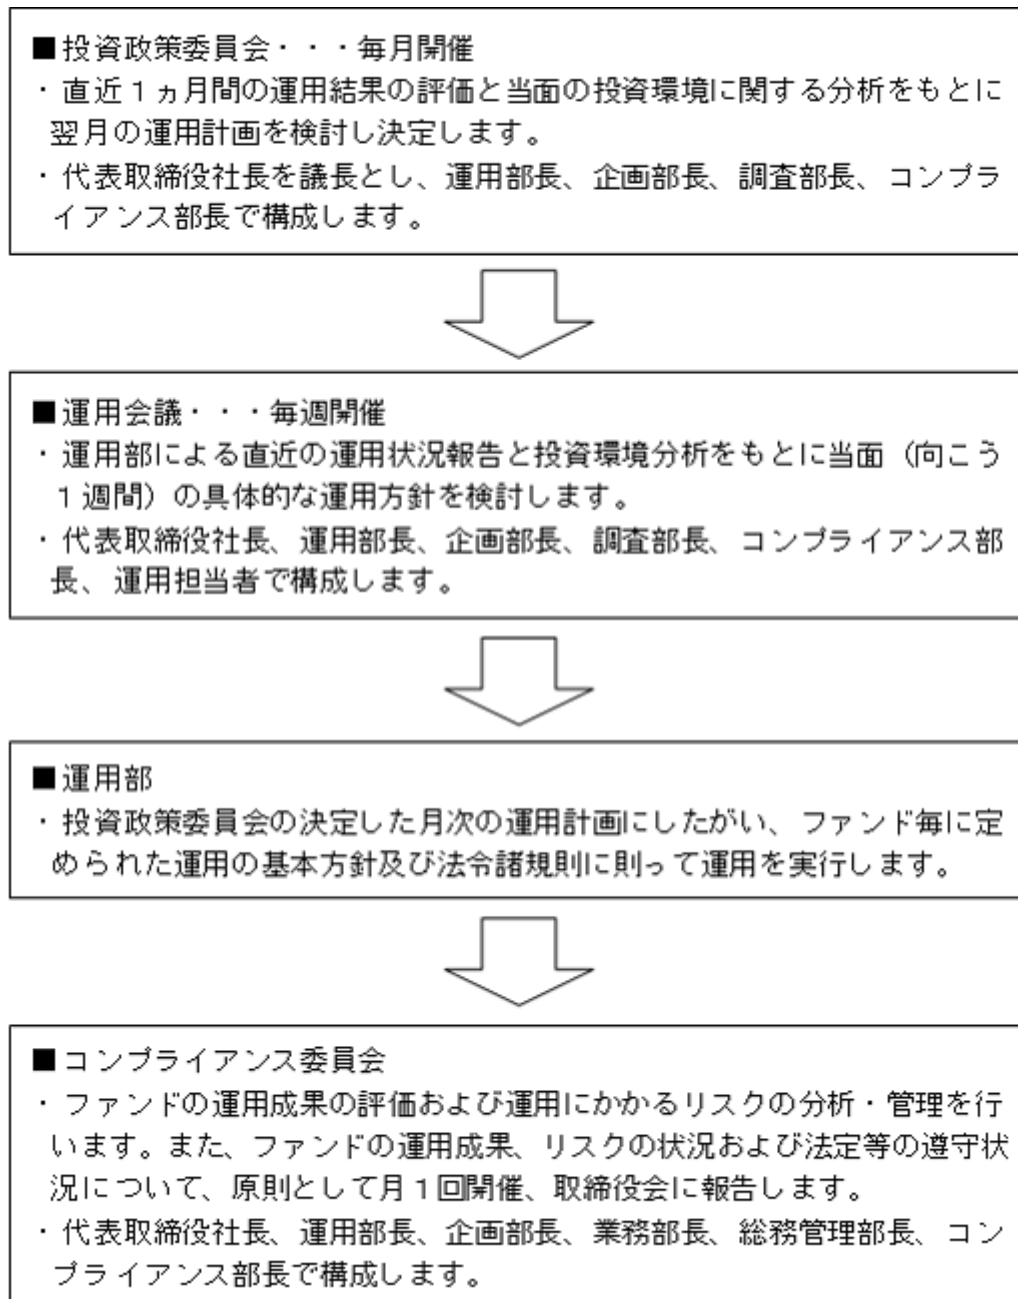 ■投資政策委員会・・・毎月開催
・直近１ヵ月間の運用結果の評価と当面の投資環境に関する分析をもとに
翌月の運用計画を検討し決定します。
・代表取締役社長を議長とし、運用部長、企画部長、調査部長、コンプラ
イアンス部長で構成します。
■運用会議・・・毎週開催
・運用部による直近の運用状況報告と投資環境分析をもとに当面（向こう
１週間）の具体的な運用方針を検討します。
・代表取締役社長、運用部長、企画部長、調査部長、コンプライアンス部
長、運用担当者で構成します。
■運用部
・投資政策委員会の決定した月次の運用計画にしたがい、ファンド毎に定
められた運用の基本方針及び法令諸規則に則って運用を実行します。
■コンプライアンス委員会
・ファンドの運用成果の評価および運用にかかるリスクの分析・管理を行
います。また、ファンドの運用成果、リスクの状況および法定等の遵守状
況について、原則として月１回開催、取締役会に報告します。
・代表取締役社長、運用部長、企画部長、業務部長、総務管理部長、コン
プライアンス部長で構成します。